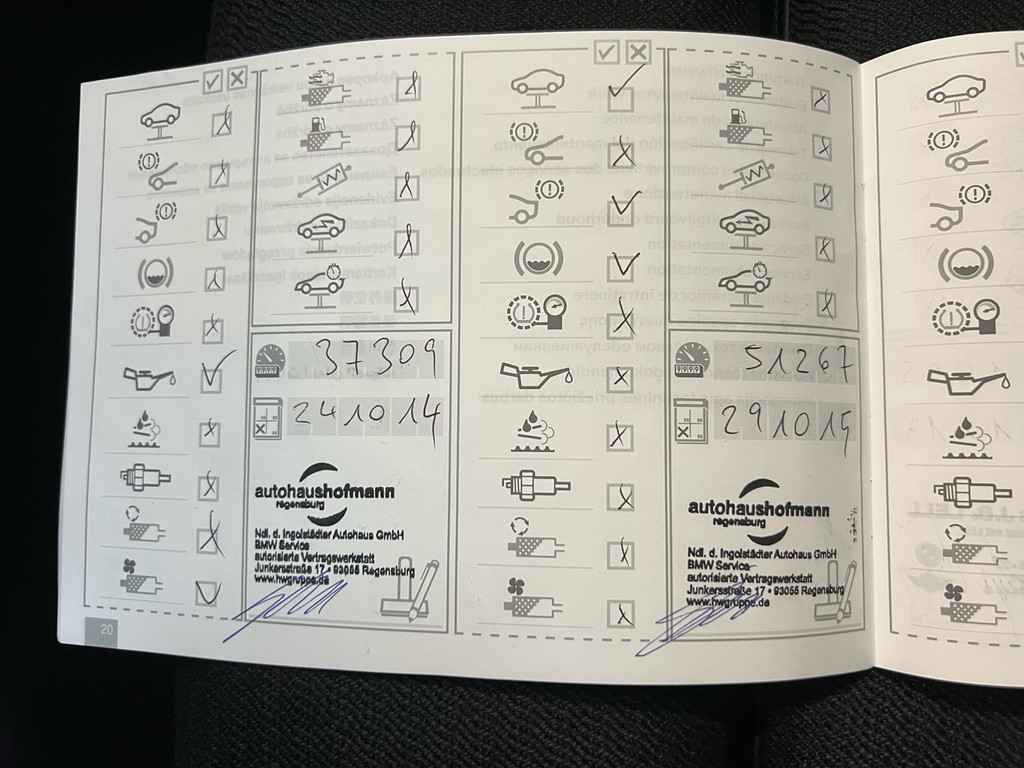 37309
241014
autohaushofmann
regensburg
Ndl. d. Ingolstädter Autohaus GmbH
BMW Service
autorisierte Vertragswerkstatt
Junkersstraße 17 • 93055 Regensburg
www.hwgruppe.de
20
51267
291015
autohaushofmann
regensburg
Ndl. d. Ingolstädter Autohaus GmbH
BMW Service
autorisierte Vertragswerkstatt
Junkersstraße 17 • 93055 Regensburg
www.hwgruppe.de